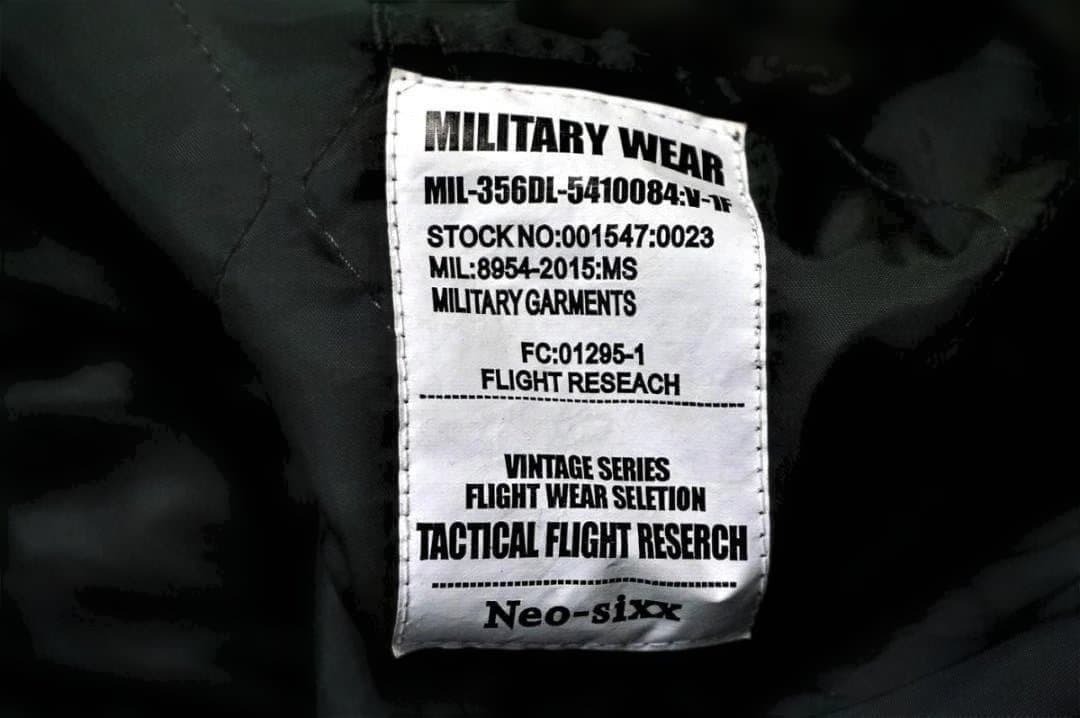 MILITARY WEAR
MIL-356DL-5410084:V-1F
STOCK NO:001547:0023
MIL:8954-2015:MS
MILITARY GARMENTS
FC:01295-1
FLIGHT RESEACH
VINTAGE SERIES
FLIGHT WEAR SELETION
TACTICAL FLIGHT RESERCH
Neo-sixx